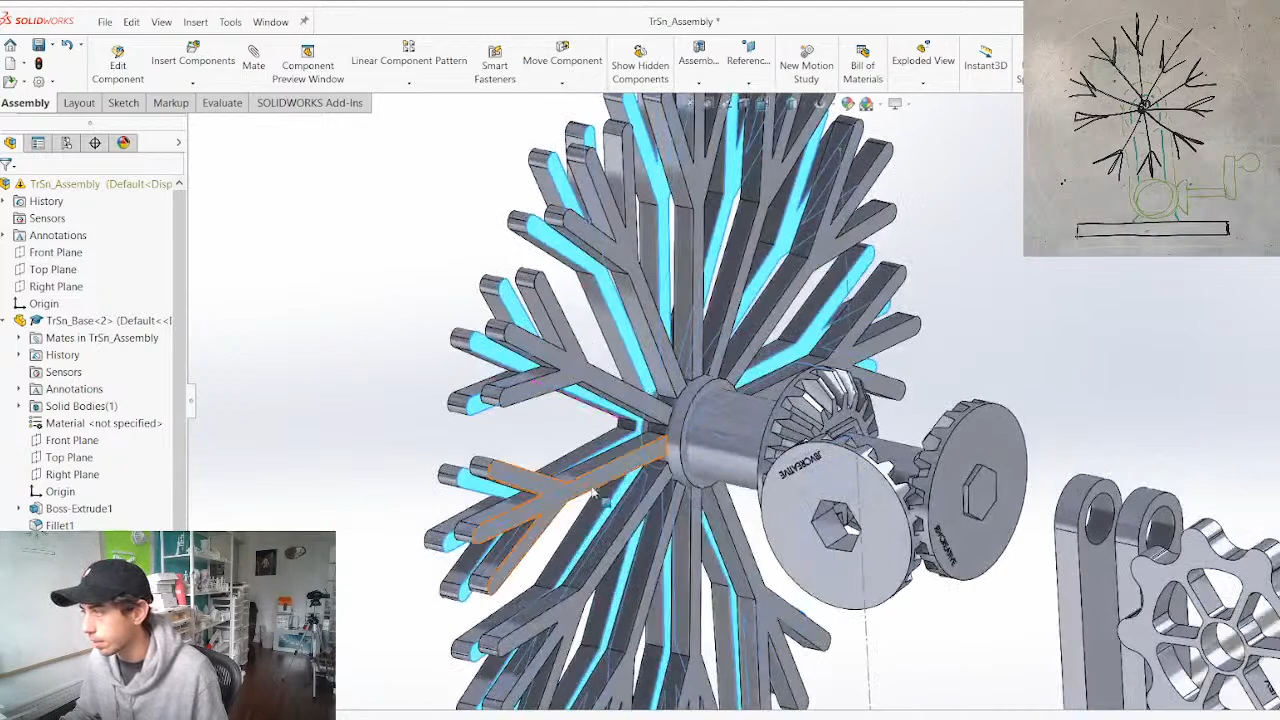 SOLIDWORKS File Edit View Insert Tools Window TrSn_Assembly *
Edit Component Insert Components Mate Component Preview Window Linear Component Pattern Smart Fasteners Move Component Show Hidden Components Assemb... Referenc... New Motion Study Bill of Materials Exploded View Instant3D
Assembly Layout Sketch Markup Evaluate SOLIDWORKS Add-Ins
TrSn_Assembly (Default<Disp
History
Sensors
Annotations
Front Plane
Top Plane
Right Plane
Origin
TrSn_Base<2> (Default<<
Mates in TrSn_Assembly
History
Sensors
Annotations
Solid Bodies(1)
Material <not specified>
Front Plane
Top Plane
Right Plane
Origin
Boss-Extrude1
Fillet1